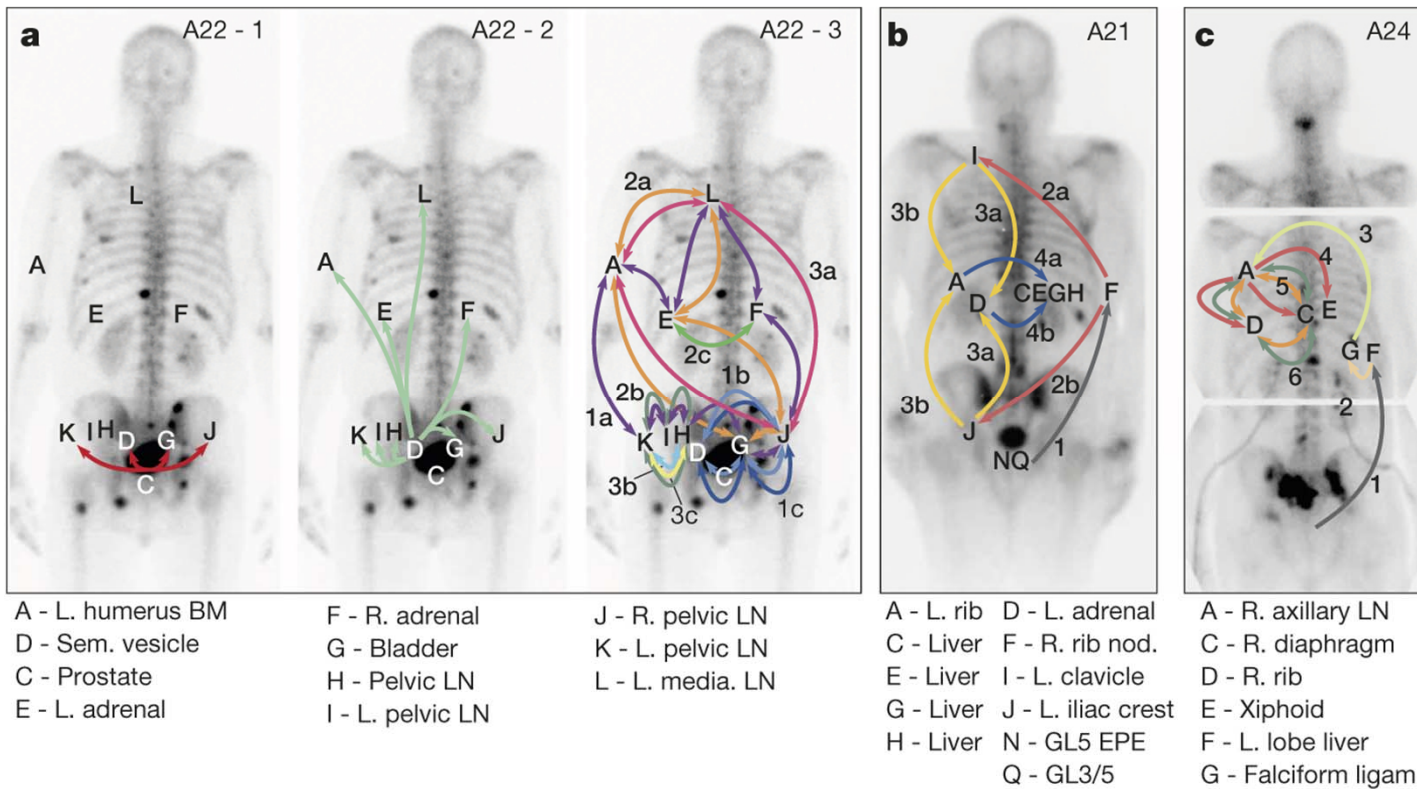 a
A22 - 1
A22 - 2
A22 - 3
b
A21
c
A24
L
A
E
F
K
I
H
D
G
J
C
L
A
E
F
K
I
H
D
G
J
C
2a
L
3a
A
E
F
2c
1b
2b
1a
K
I
H
D
G
J
C
3b
3c
1c
I
2a
3b
3a
4a
A
D
CEGH
F
4b
3a
2b
3b
J
NQ
1
3
A
4
5
E
C
D
G
F
6
2
1
A - L. humerus BM
D - Sem. vesicle
C - Prostate
E - L. adrenal
F - R. adrenal
G - Bladder
H - Pelvic LN
I - L. pelvic LN
J - R. pelvic LN
K - L. pelvic LN
L - L. media. LN
A - L. rib
C - Liver
E - Liver
G - Liver
H - Liver
D - L. adrenal
F - R. rib nod.
I - L. clavicle
J - L. iliac crest
N - GL5 EPE
Q - GL3/5
A - R. axillary LN
C - R. diaphragm
D - R. rib
E - Xiphoid
F - L. lobe liver
G - Falciform ligam